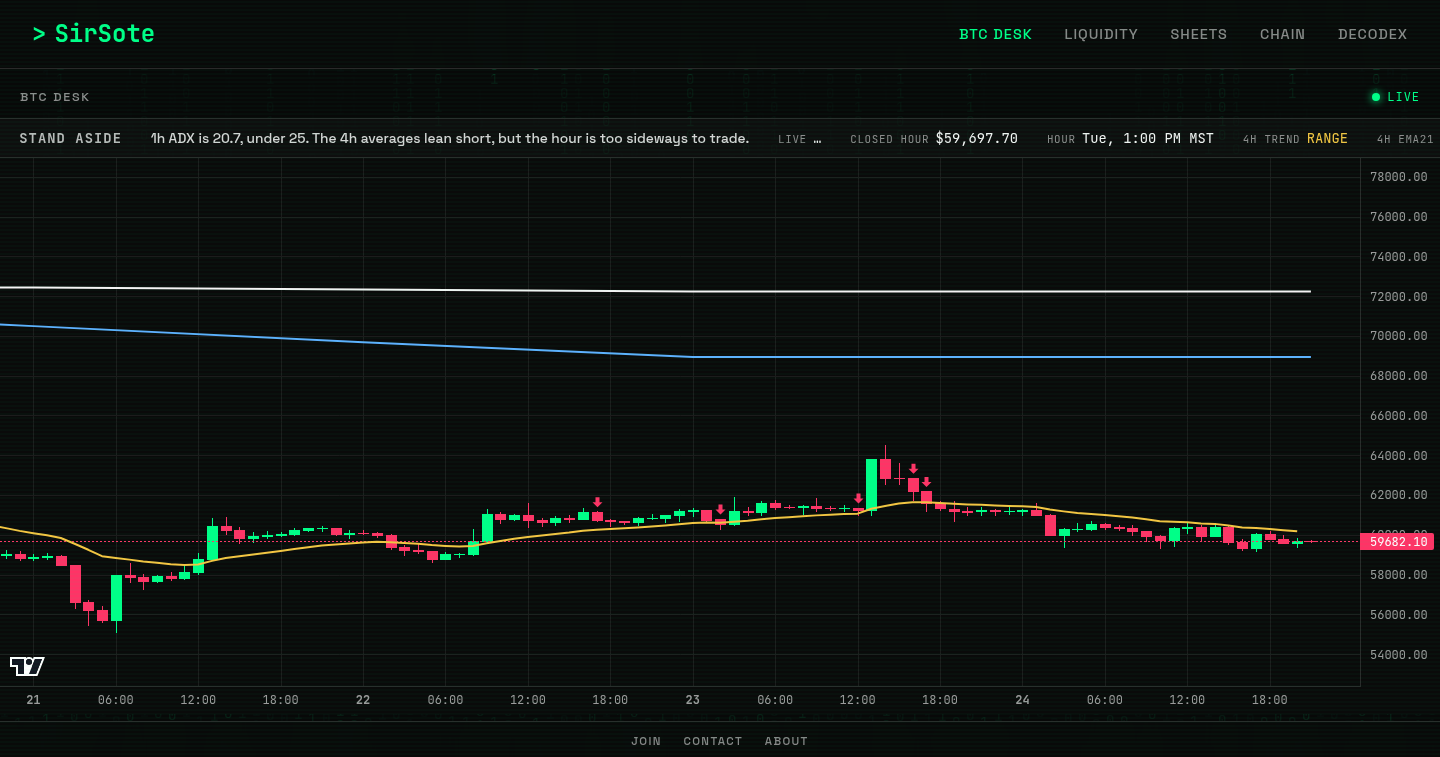 > SirSote
BTC DESK LIQUIDITY SHEETS CHAIN DECODEX
BTC DESK
LIVE
STAND ASIDE 1h ADX is 20.7, under 25. The 4h averages lean short, but the hour is too sideways to trade. LIVE … CLOSED HOUR $59,697.70 HOUR Tue, 1:00 PM MST 4H TREND RANGE 4H EMA21
78000.00
76000.00
74000.00
72000.00
70000.00
68000.00
66000.00
64000.00
62000.00
59682.10
58000.00
56000.00
54000.00
21 06:00 12:00 18:00 22 06:00 12:00 18:00 23 06:00 12:00 18:00 24 06:00 12:00 18:00
JOIN CONTACT ABOUT